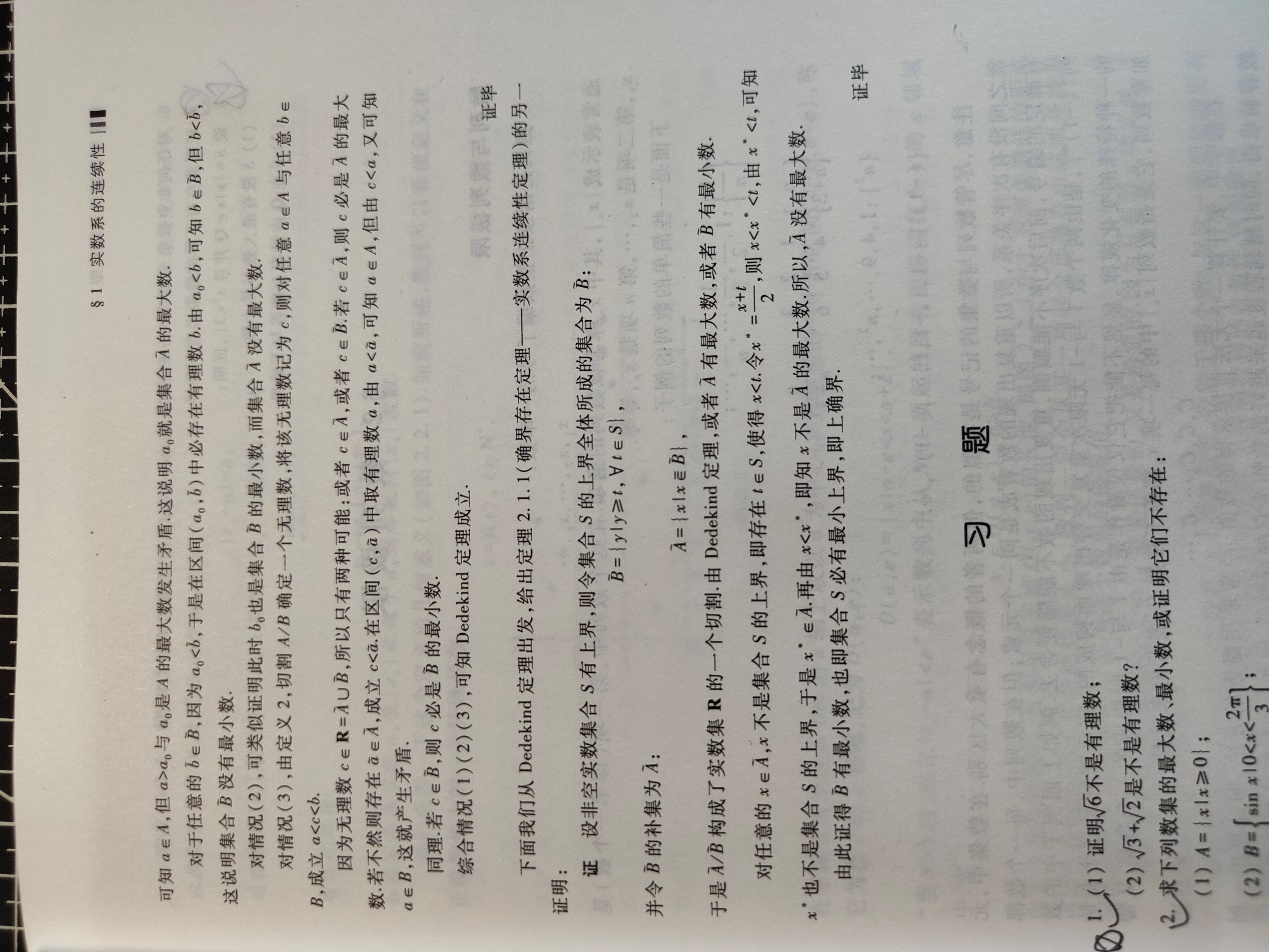 §1 实数系的连续性
可知 a∈A,但 a>a₀与 a₀是 A 的最大数发生矛盾.这说明 a₀就是集合 Ã 的最大数.
对于任意的 b̃∈B̃,因为 a₀<b̃,于是在区间(a₀,b̃)中必存在有理数 b.由 a₀<b,可知 b∈B̃,但 b<b̃,
这说明集合 B̃ 没有最小数.
对情况(2),可类似证明此时 b₀也是集合 B̃ 的最小数,而集合 Ã 没有最大数.
对情况(3),由定义 2,切割 A/B 确定一个无理数,将该无理数记为 c,则对任意 a∈A 与任意 b∈
B,成立 a<c<b.
因为无理数 c∈R=Ã∪B̃,所以只有两种可能:或者 c∈Ã,或者 c∈B̃.若 c∈Ã,则 c 必是 Ã 的最大
数.若不然则存在 ã∈Ã,成立 c<ã.在区间(c,ã)中取有理数 a,由 a<ã,可知 a∈A,但由 c<a,又可知
a∈B,这就产生矛盾.
同理.若 c∈B̃,则 c 必是 B̃ 的最小数.
综合情况(1)(2)(3),可知 Dedekind 定理成立.
证毕
下面我们从 Dedekind 定理出发,给出定理 2.1.1(确界存在定理——实数系连续性定理)的另一
证明:
证 设非空实数集合 S 有上界,则令集合 S 的上界全体所成的集合为 B̃:
B̃={y|y≥t,∀t∈S},
并令 B̃ 的补集为 Ã:
Ã={x|x∉B̃},
于是 Ã/B̃ 构成了实数集 R 的一个切割.由 Dedekind 定理,或者 Ã 有最大数,或者 B̃ 有最小数.
对任意的 x∈Ã,x 不是集合 S 的上界,即存在 t∈S,使得 x<t.令x*=(x+t)/2,则 x<x*<t,由 x*<t,可知
x*也不是集合 S 的上界,于是 x*∈Ã.再由 x<x*,即知 x 不是 Ã 的最大数.所以,Ã 没有最大数.
由此证得 B̃ 有最小数,也即集合 S 必有最小上界,即上确界.
证毕
习 题
1. (1) 证明√6不是有理数;
(2) √3+√2是不是有理数?
2. 求下列数集的最大数、最小数,或证明它们不存在:
(1) A={x|x≥0};
(2) B={sin x|0<x<2π/3};